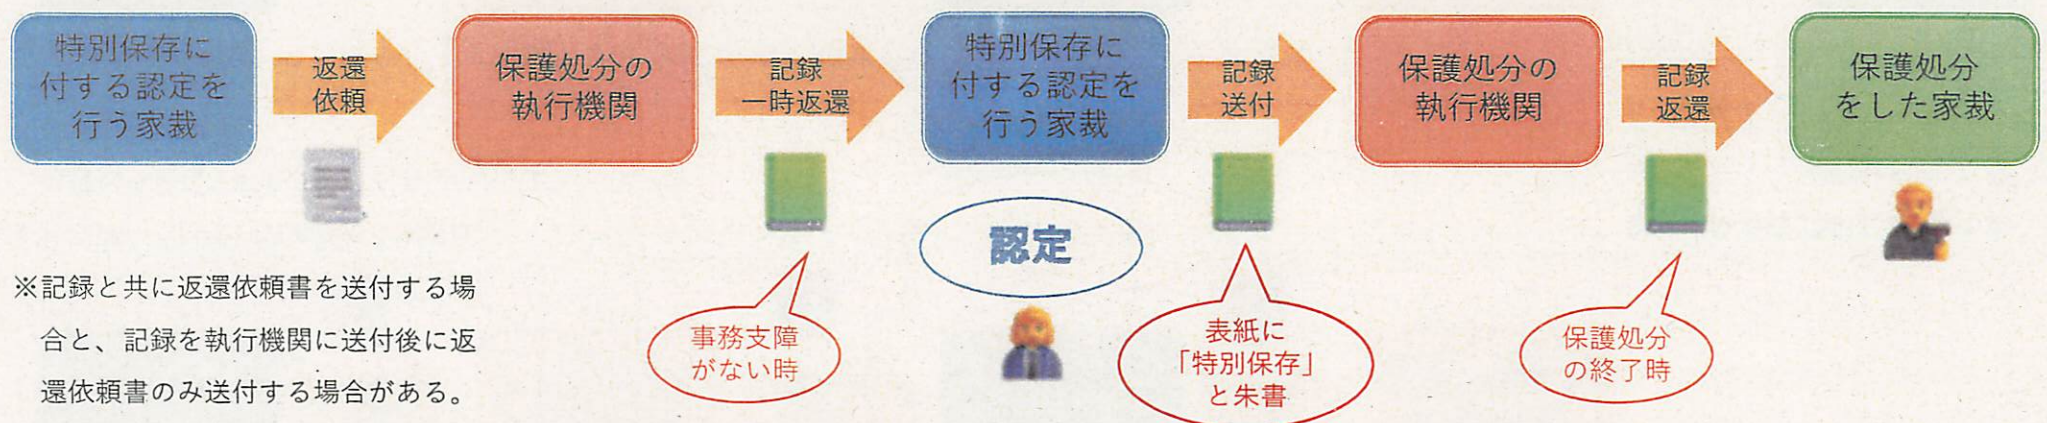 特別保存に
付する認定を
行う家裁
返還
依頼
保護処分の
執行機関
記録
一時返還
特別保存に
付する認定を
行う家裁
記録
送付
保護処分の
執行機関
記録
返還
保護処分
をした家裁
認定
事務支障
がない時
表紙に
「特別保存」
と朱書
保護処分
の終了時
※記録と共に返還依頼書を送付する場
合と、記録を執行機関に送付後に返
還依頼書のみ送付する場合がある。